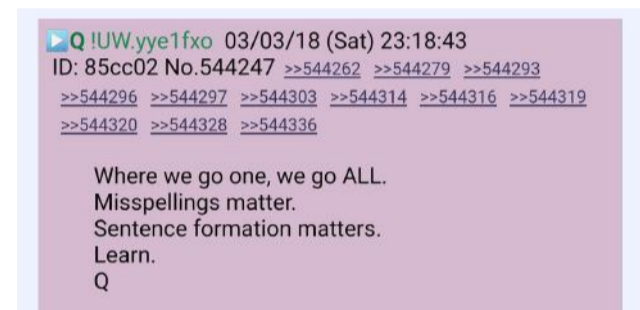 Q !UW.yye1fxo 03/03/18 (Sat) 23:18:43
ID: 85cc02 No.544247 >>544262 >>544279 >>544293
>>544296 >>544297 >>544303 >>544314 >>544316 >>544319
>>544320 >>544328 >>544336
Where we go one, we go ALL.
Misspellings matter.
Sentence formation matters.
Learn.
Q